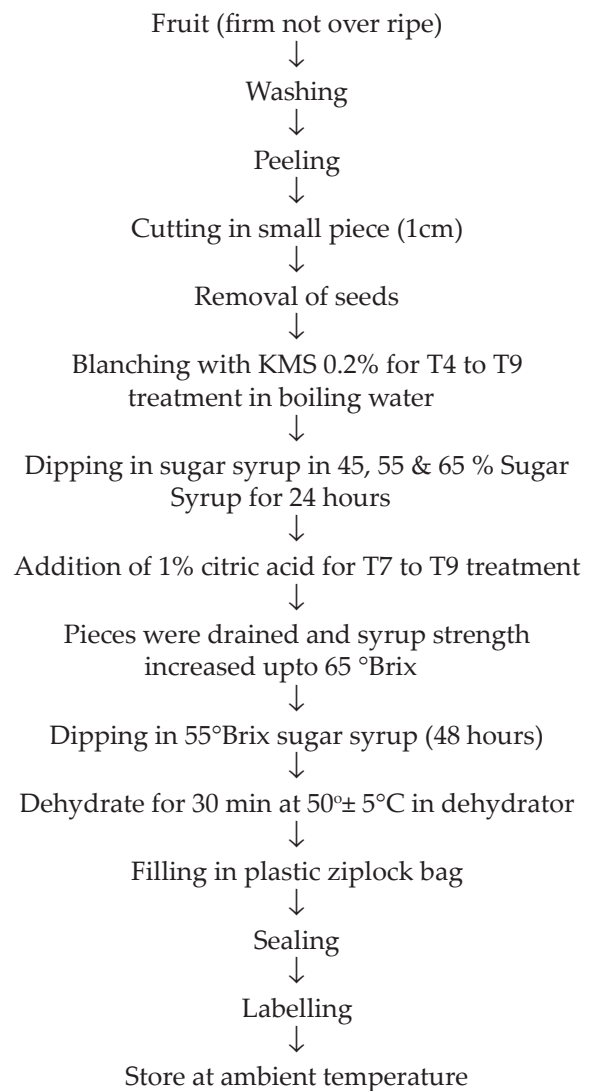 Fruit (firm not over ripe)
↓
Washing
↓
Peeling
↓
Cutting in small piece (1cm)
↓
Removal of seeds
↓
Blanching with KMS 0.2% for T4 to T9
treatment in boiling water
↓
Dipping in sugar syrup in 45, 55 & 65 % Sugar
Syrup for 24 hours
↓
Addition of 1% citric acid for T7 to T9 treatment
↓
Pieces were drained and syrup strength
increased upto 65 °Brix
↓
Dipping in 55°Brix sugar syrup (48 hours)
↓
Dehydrate for 30 min at 50º± 5°C in dehydrator
↓
Filling in plastic ziplock bag
↓
Sealing
↓
Labelling
↓
Store at ambient temperature